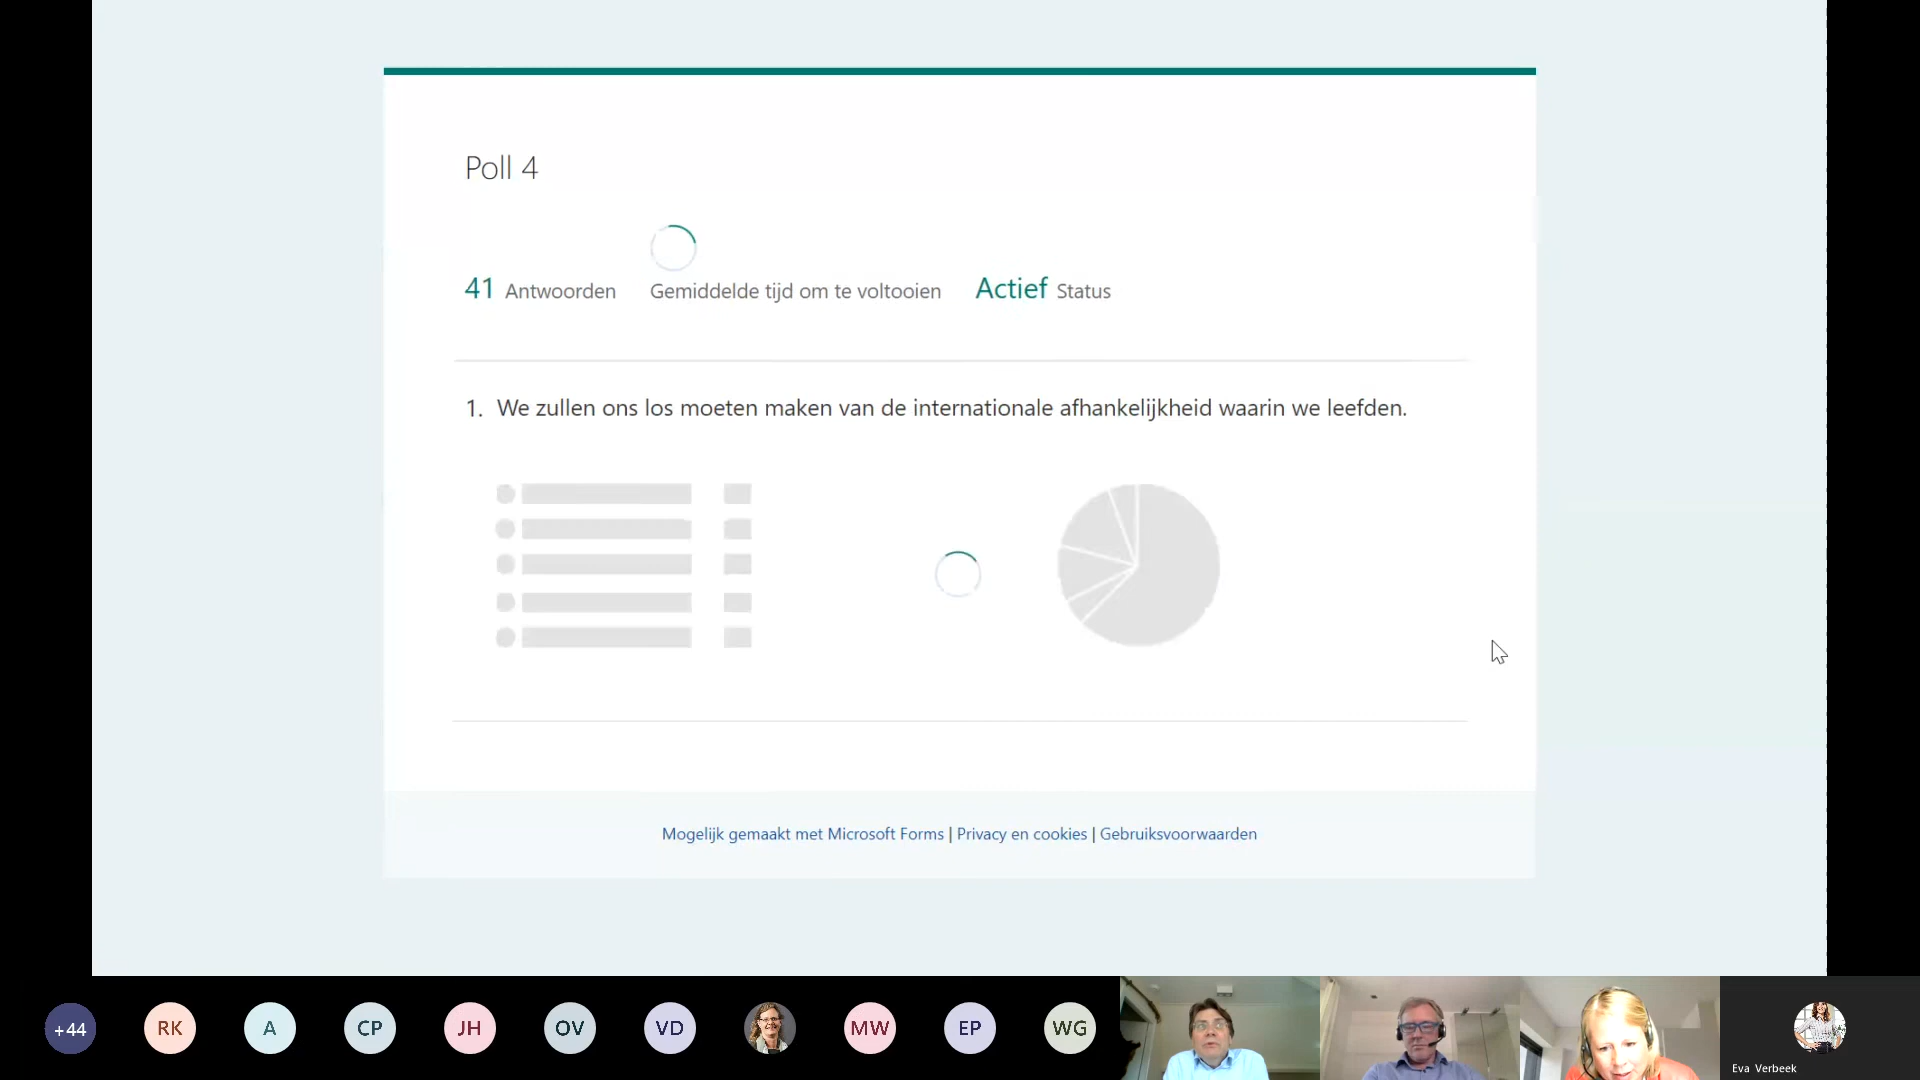 Poll 4
41 Antwoorden
Gemiddelde tijd om te voltooien
Actief Status
1. We zullen ons los moeten maken van de internationale afhankelijkheid waarin we leefden.
Mogelijk gemaakt met Microsoft Forms | Privacy en cookies | Gebruiksvoorwaarden
+44
RK
A
CP
JH
OV
VD
MW
EP
WG
Eva Verbeek